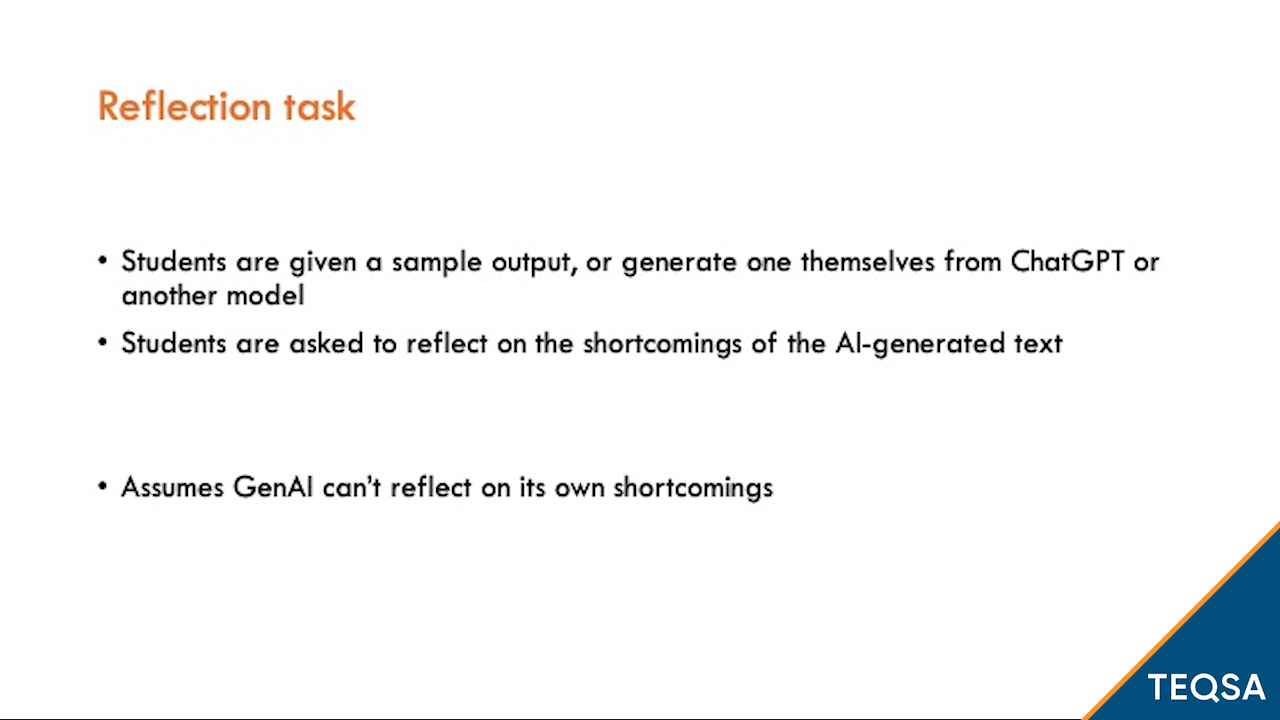 Reflection task
• Students are given a sample output, or generate one themselves from ChatGPT or
another model
• Students are asked to reflect on the shortcomings of the AI-generated text
• Assumes GenAI can't reflect on its own shortcomings
TEQSA